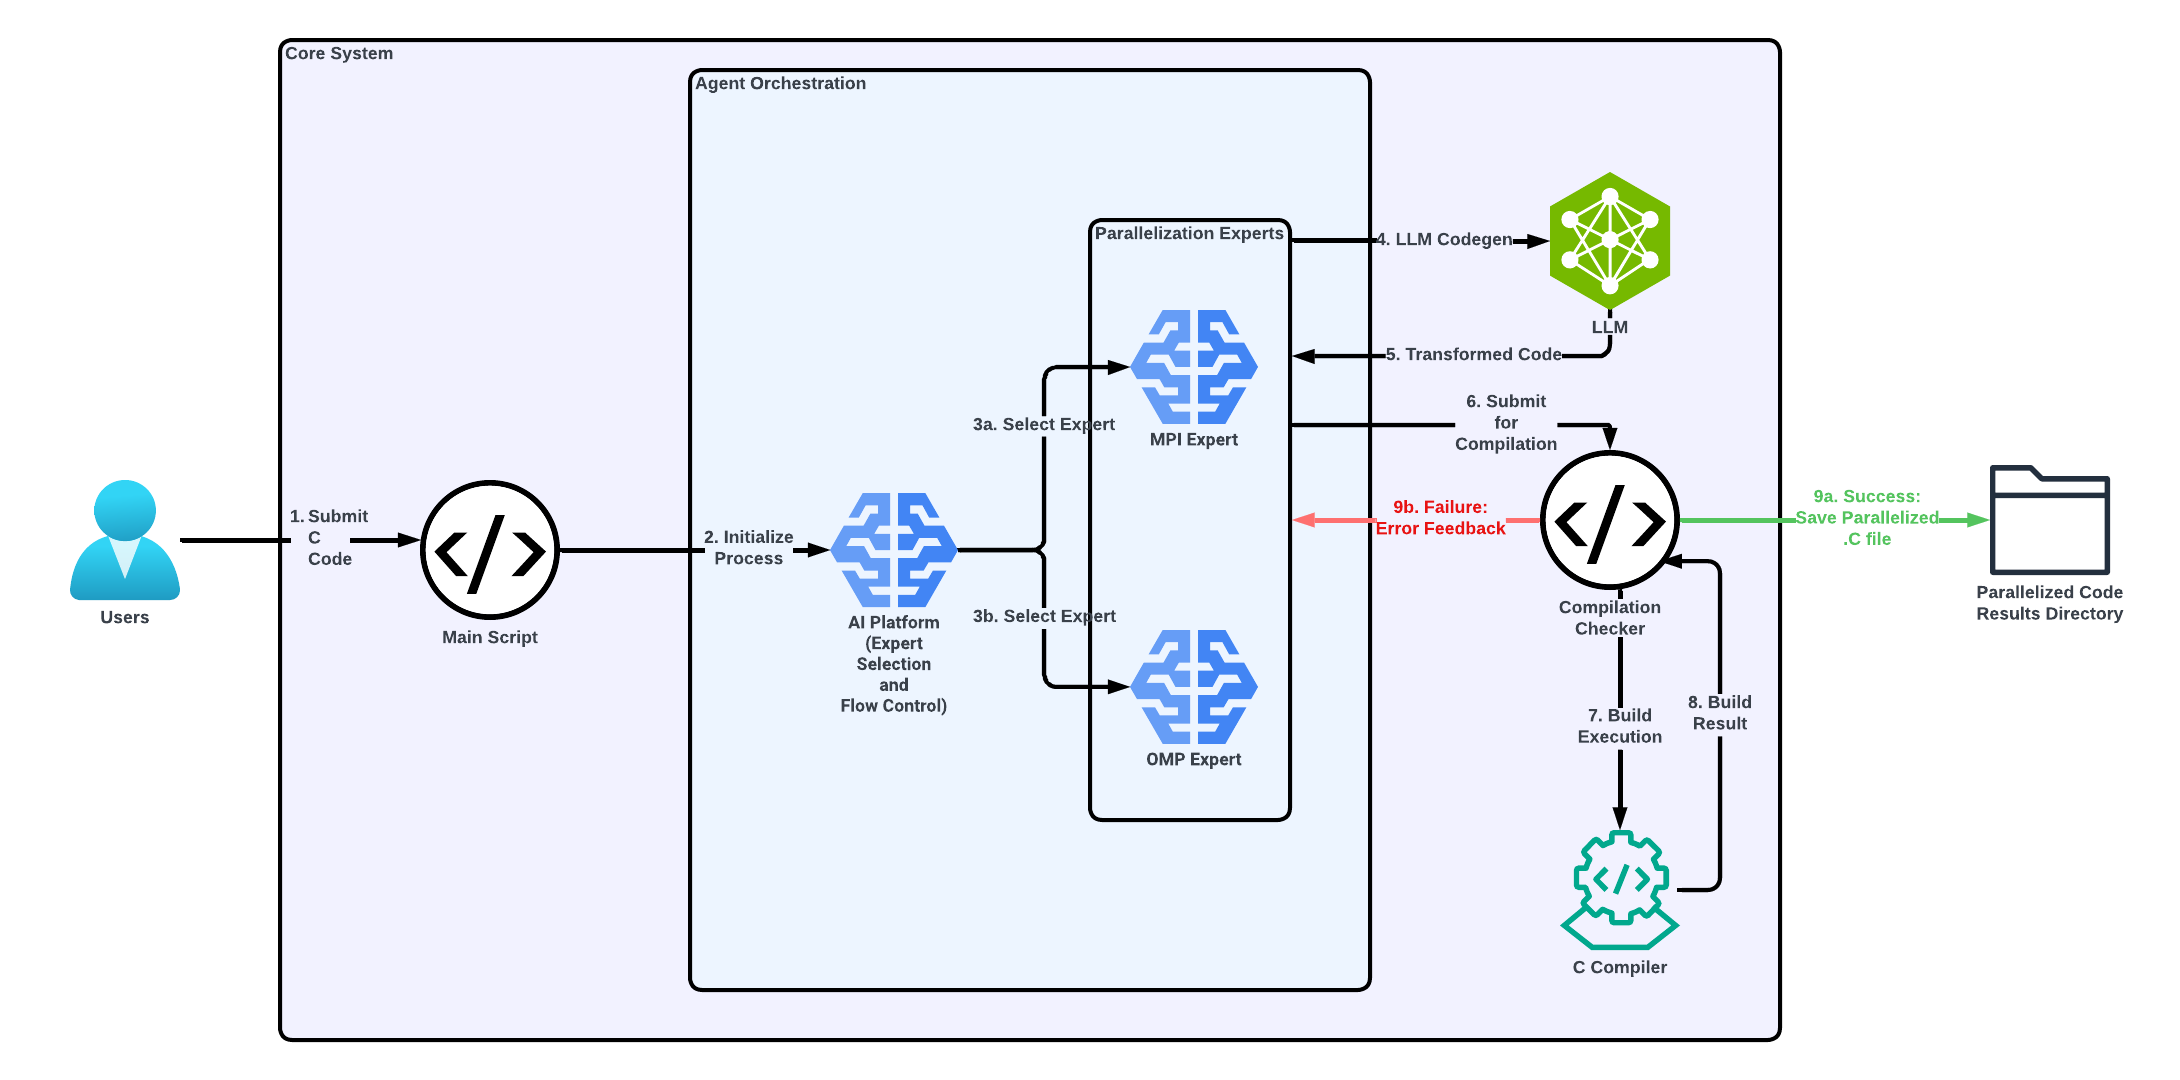 Core System
Agent Orchestration
Parallelization Experts
4. LLM Codegen
LLM
5. Transformed Code
6. Submit
for
Compilation
3a. Select Expert
MPI Expert
1. Submit
C
Code
Users
Main Script
2. Initialize
Process
AI Platform
(Expert
Selection
and
Flow Control)
3b. Select Expert
OMP Expert
9b. Failure:
Error Feedback
9a. Success:
Save Parallelized
.C file
Compilation
Checker
Parallelized Code
Results Directory
7. Build
Execution
8. Build
Result
C Compiler